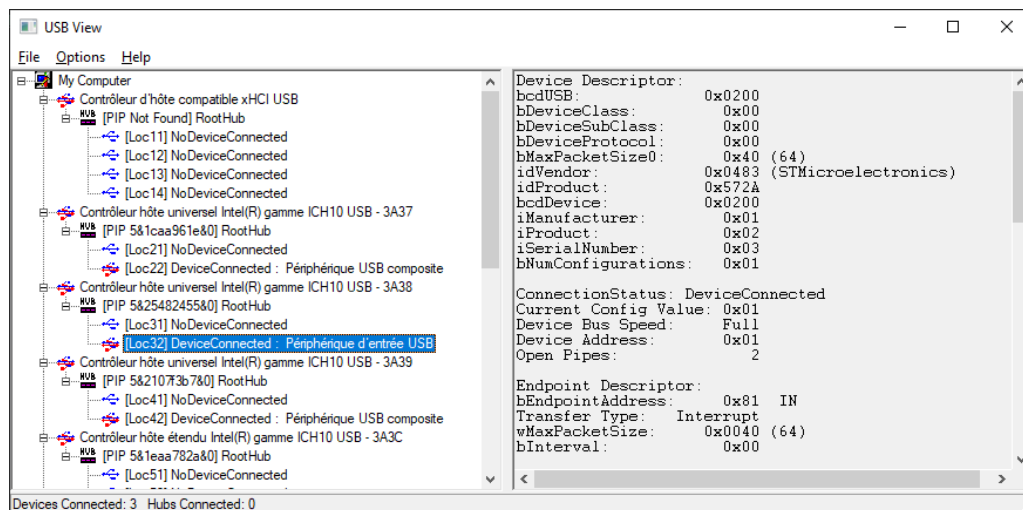 USB View
File Options Help
My Computer
Contrôleur d'hôte compatible xHCI USB
[PIP Not Found] RootHub
[Loc11] NoDeviceConnected
[Loc12] NoDeviceConnected
[Loc13] NoDeviceConnected
[Loc14] NoDeviceConnected
Contrôleur hôte universel Intel(R) gamme ICH10 USB - 3A37
[PIP 5&1caa961e&0] RootHub
[Loc21] NoDeviceConnected
[Loc22] DeviceConnected : Périphérique USB composite
Contrôleur hôte universel Intel(R) gamme ICH10 USB - 3A38
[PIP 5&25482455&0] RootHub
[Loc31] NoDeviceConnected
[Loc32] DeviceConnected : Périphérique d'entrée USB
Contrôleur hôte universel Intel(R) gamme ICH10 USB - 3A39
[PIP 5&2107f3b7&0] RootHub
[Loc41] NoDeviceConnected
[Loc42] DeviceConnected : Périphérique USB composite
Contrôleur hôte étendu Intel(R) gamme ICH10 USB - 3A3C
[PIP 5&1eaa782a&0] RootHub
[Loc51] NoDeviceConnected
Device Descriptor:
bcdUSB: 0x0200
bDeviceClass: 0x00
bDeviceSubClass: 0x00
bDeviceProtocol: 0x00
bMaxPacketSize0: 0x40 (64)
idVendor: 0x0483 (STMicroelectronics)
idProduct: 0x572A
bcdDevice: 0x0200
iManufacturer: 0x01
iProduct: 0x02
iSerialNumber: 0x03
bNumConfigurations: 0x01
ConnectionStatus: DeviceConnected
Current Config Value: 0x01
Device Bus Speed: Full
Device Address: 0x01
Open Pipes: 2
Endpoint Descriptor:
bEndpointAddress: 0x81 IN
Transfer Type: Interrupt
wMaxPacketSize: 0x0040 (64)
bInterval: 0x00
Devices Connected: 3 Hubs Connected: 0